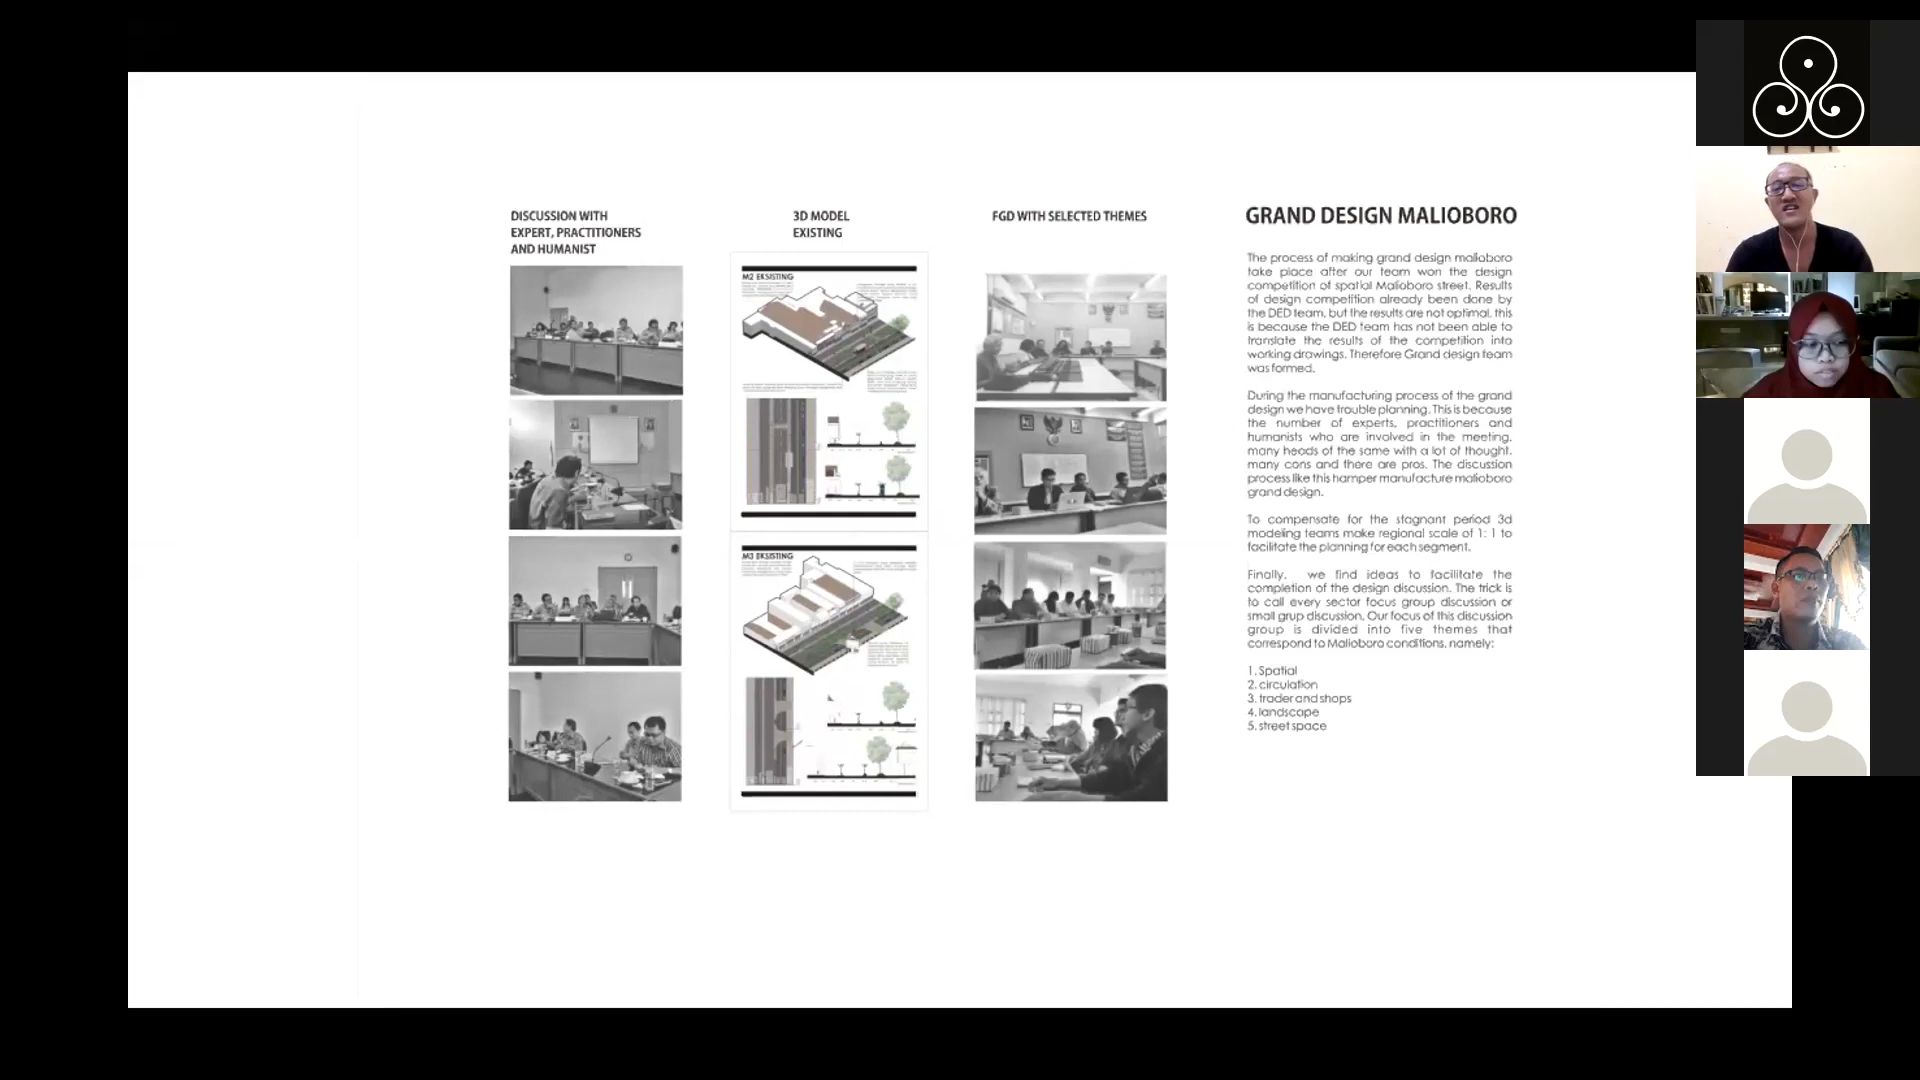 DISCUSSION WITH
EXPERT, PRACTITIONERS
AND HUMANIST
3D MODEL
EXISTING
M2 EKSISTING
M3 EKSISTING
FGD WITH SELECTED THEMES
GRAND DESIGN MALIOBORO
The process of making grand design malioboro
take place after our team won the design
competition of spatial Malioboro street. Results
of design competition already been done by
the DED team, but the results are not optimal, this
is because the DED team has not been able to
translate the results of the competition into
working drawings. Therefore Grand design team
was formed.
During the manufacturing process of the grand
design we have trouble planning. This is because
the number of experts, practitioners and
humanists who are involved in the meeting,
many heads of the same with a lot of thought,
many cons and there are pros. The discussion
process like this hamper manufacture malioboro
grand design.
To compensate for the stagnant period 3d
modeling teams make regional scale of 1: 1 to
facilitate the planning for each segment.
Finally, we find ideas to facilitate the
completion of the design discussion. The trick is
to call every sector focus group discussion or
small grup discussion. Our focus of this discussion
group is divided into five themes that
correspond to Malioboro conditions, namely:
1. Spatial
2. circulation
3. trader and shops
4. landscape
5. street space